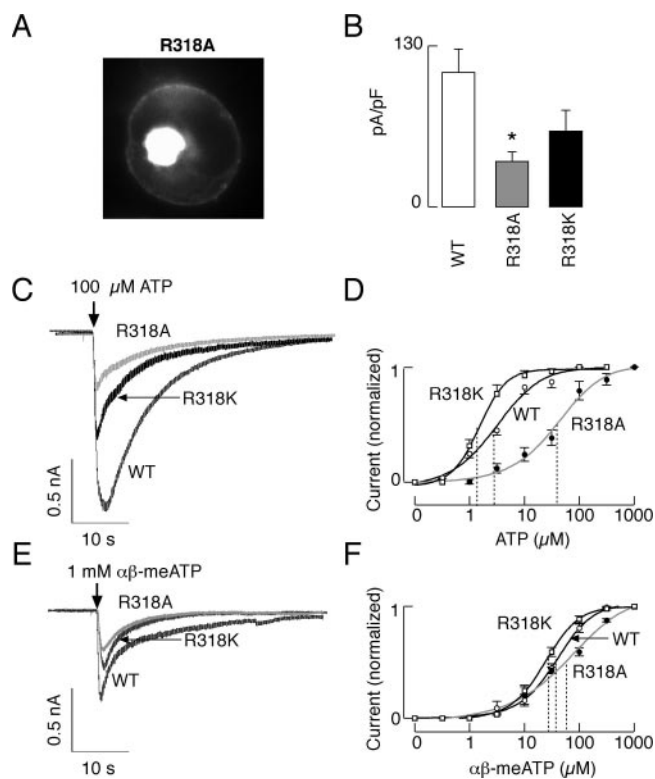 A
R318A
B
130
pA/pF
0
*
WT
R318A
R318K
C
100 µM ATP
R318A
R318K
WT
0.5 nA
10 s
D
1
Current (normalized)
0
R318K
WT
R318A
0 1 10 100 1000
ATP (µM)
E
1 mM αβ-meATP
R318A
R318K
WT
0.5 nA
10 s
F
1
Current (normalized)
0
R318K
WT
R318A
0 1 10 100 1000
αβ-meATP (µM)